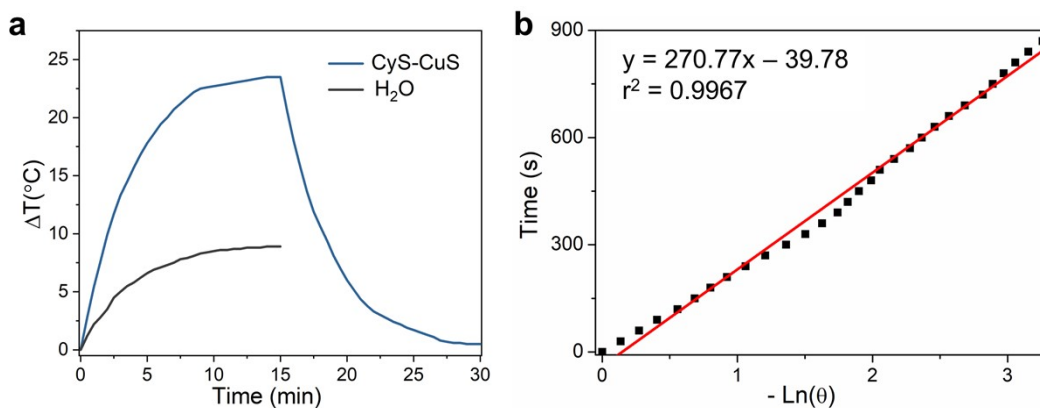 a
25
20
15
10
5
0
ΔT(°C)
CyS-CuS
H₂O
0 5 10 15 20 25 30
Time (min)
b
900
600
300
0
Time (s)
y = 270.77x – 39.78
r² = 0.9967
0 1 2 3
- Ln(θ)